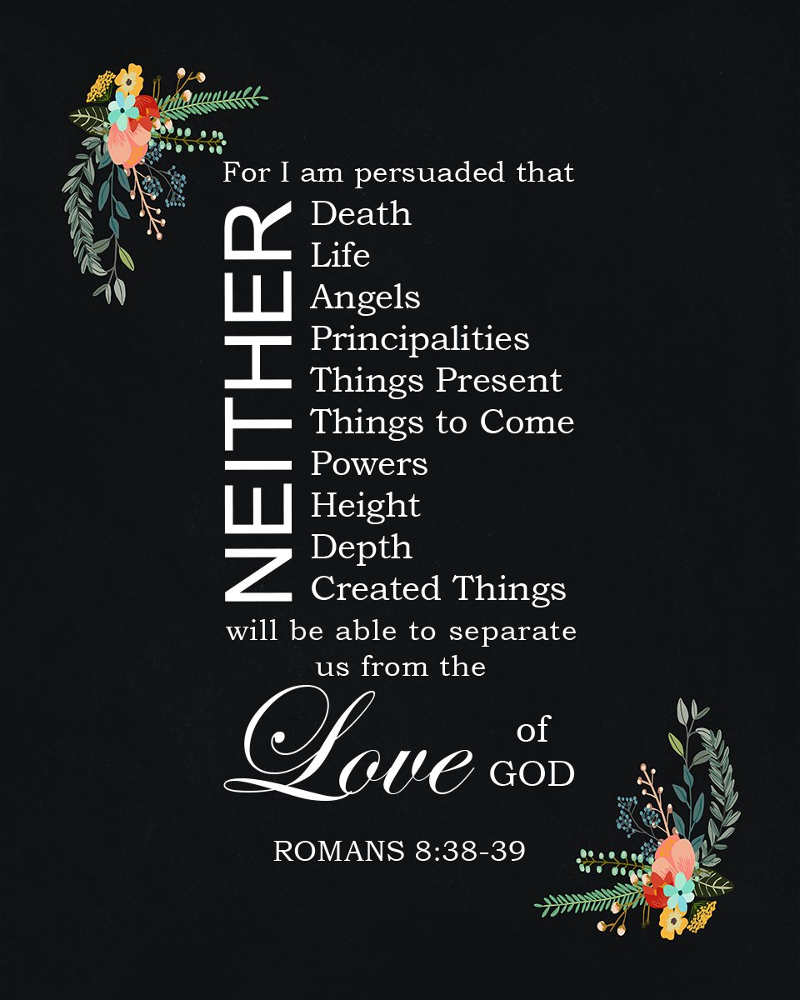 For I am persuaded that
NEITHER
Death
Life
Angels
Principalities
Things Present
Things to Come
Powers
Height
Depth
Created Things
will be able to separate
us from the
Love of
GOD
ROMANS 8:38-39